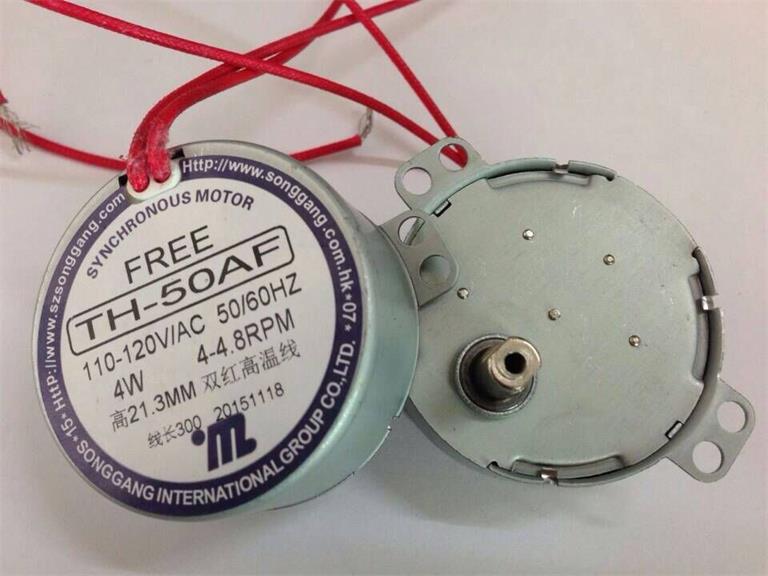 *15* Http://www.szsonggang.com
Http://www.songgang.com.hk*07*
SYNCHRONOUS MOTOR
FREE
TH-50AF
110-120V/AC 50/60HZ
4W 4-4.8RPM
高21.3MM 双红高温线
线长300 20151118
SONGGANG INTERNATIONAL GROUP CO.,LTD.